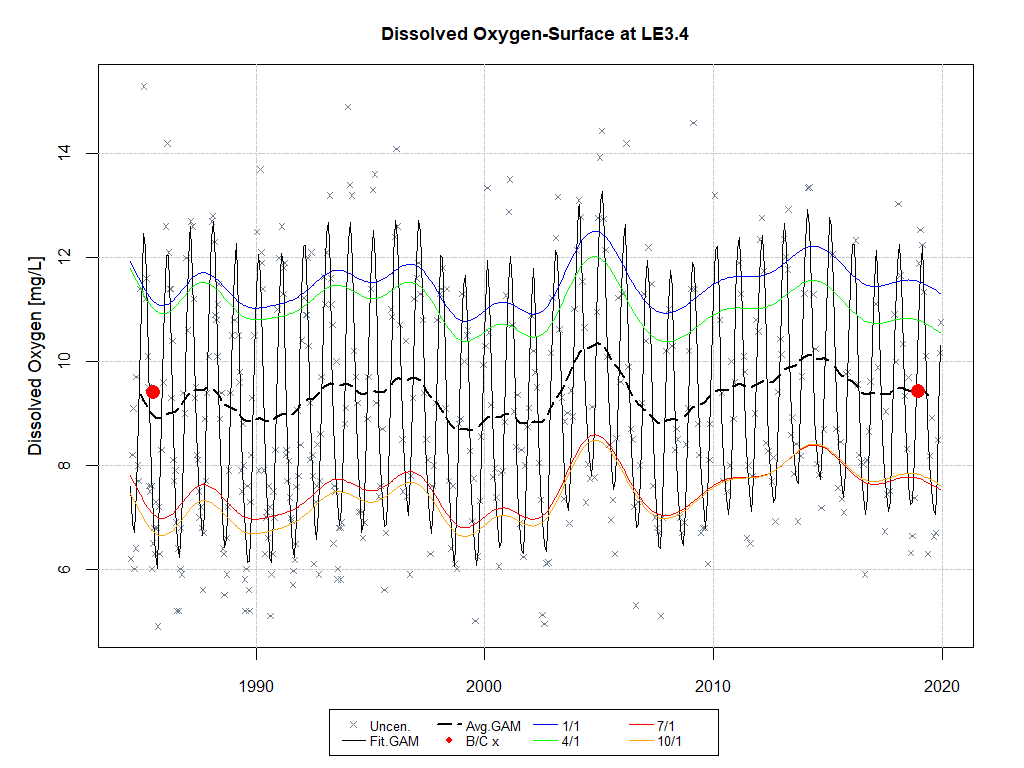 Dissolved Oxygen-Surface at LE3.4
Dissolved Oxygen [mg/L]
14
12
10
8
6
1990 2000 2010 2020
Uncen. Avg.GAM 1/1 7/1
Fit.GAM B/C x 4/1 10/1